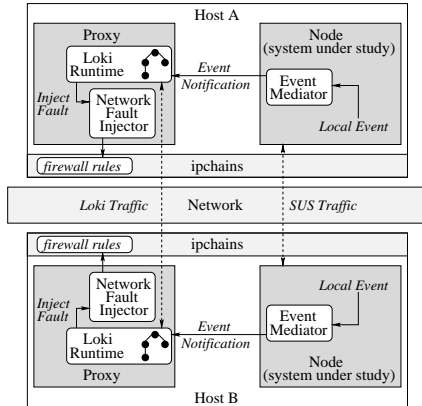 Host A
Proxy
Node
(system under study)
Loki
Runtime
Event
Notification
Event
Mediator
Inject
Fault
Network
Fault
Injector
Local Event
firewall rules
ipchains
Loki Traffic
Network
SUS Traffic
firewall rules
ipchains
Network
Fault
Injector
Inject
Fault
Local Event
Loki
Runtime
Event
Notification
Event
Mediator
Proxy
Node
(system under study)
Host B